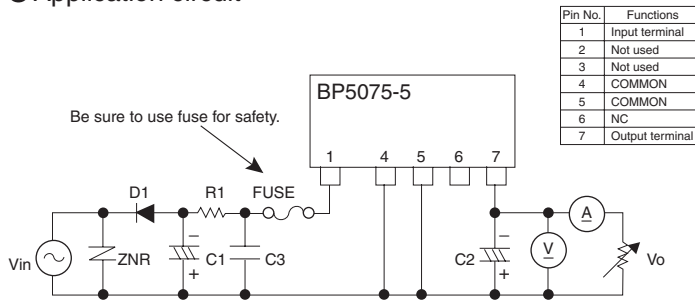 Application circuit
Pin No. Functions
1 Input terminal
2 Not used
3 Not used
4 COMMON
5 COMMON
6 NC
7 Output terminal
BP5075-5
Be sure to use fuse for safety.
1 4 5 6 7
D1 R1 FUSE
A
Vin ZNR − + C1 C3 C2 − + V Vo